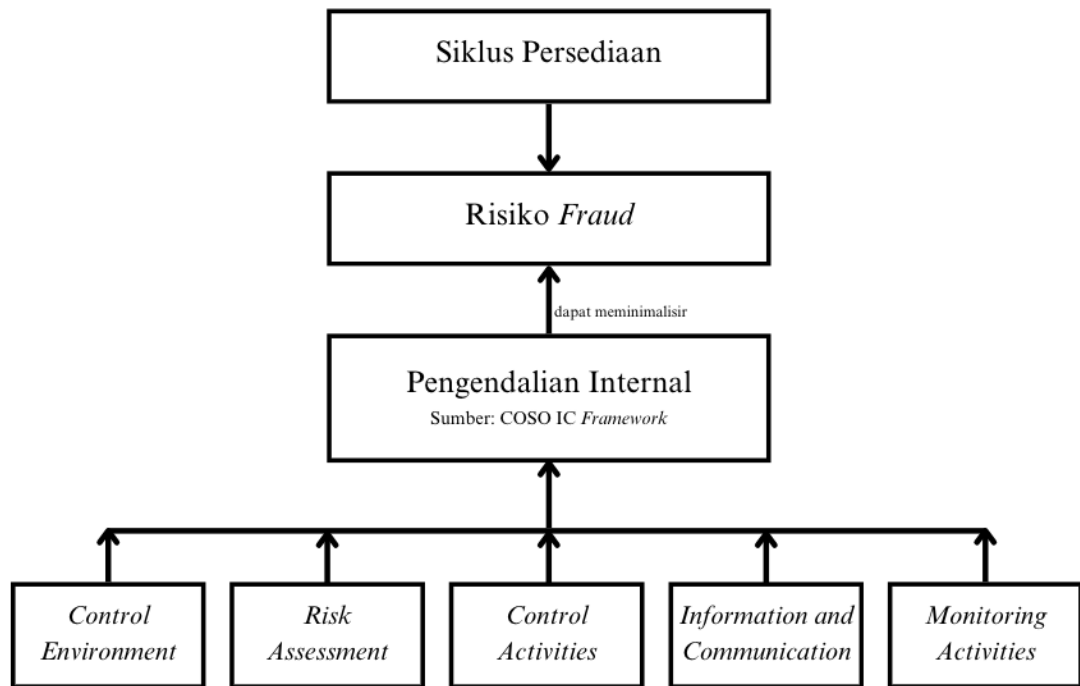 Siklus Persediaan
Risiko Fraud
dapat meminimalisir
Pengendalian Internal
Sumber: COSO IC Framework
Control
Environment
Risk
Assessment
Control
Activities
Information and
Communication
Monitoring
Activities